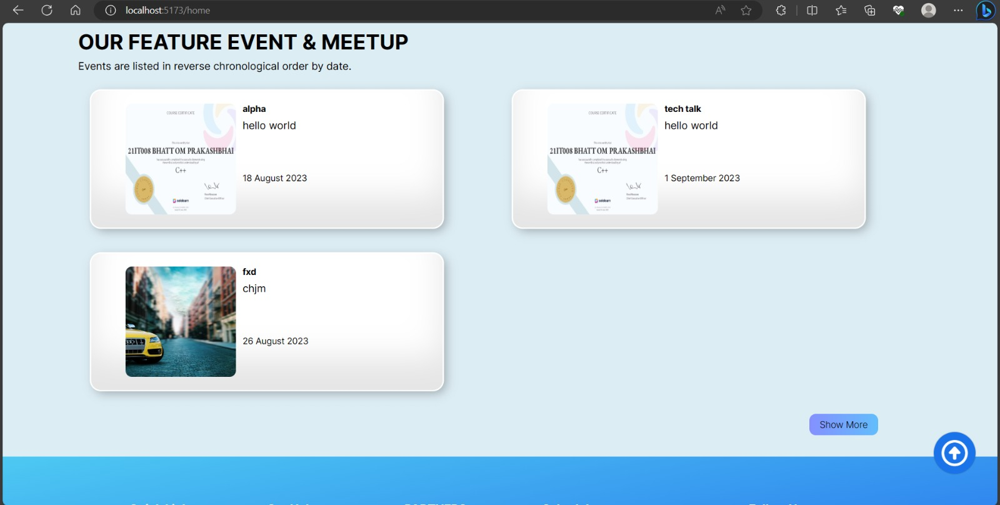 localhost:5173/home
OUR FEATURE EVENT & MEETUP
Events are listed in reverse chronological order by date.
COURSE CERTIFICATE
21IT008 BHATT OM PRAKASHBHAI
C++
sololearn
alpha
hello world
18 August 2023
COURSE CERTIFICATE
21IT008 BHATT OM PRAKASHBHAI
C++
sololearn
tech talk
hello world
1 September 2023
fxd
chjm
26 August 2023
Show More